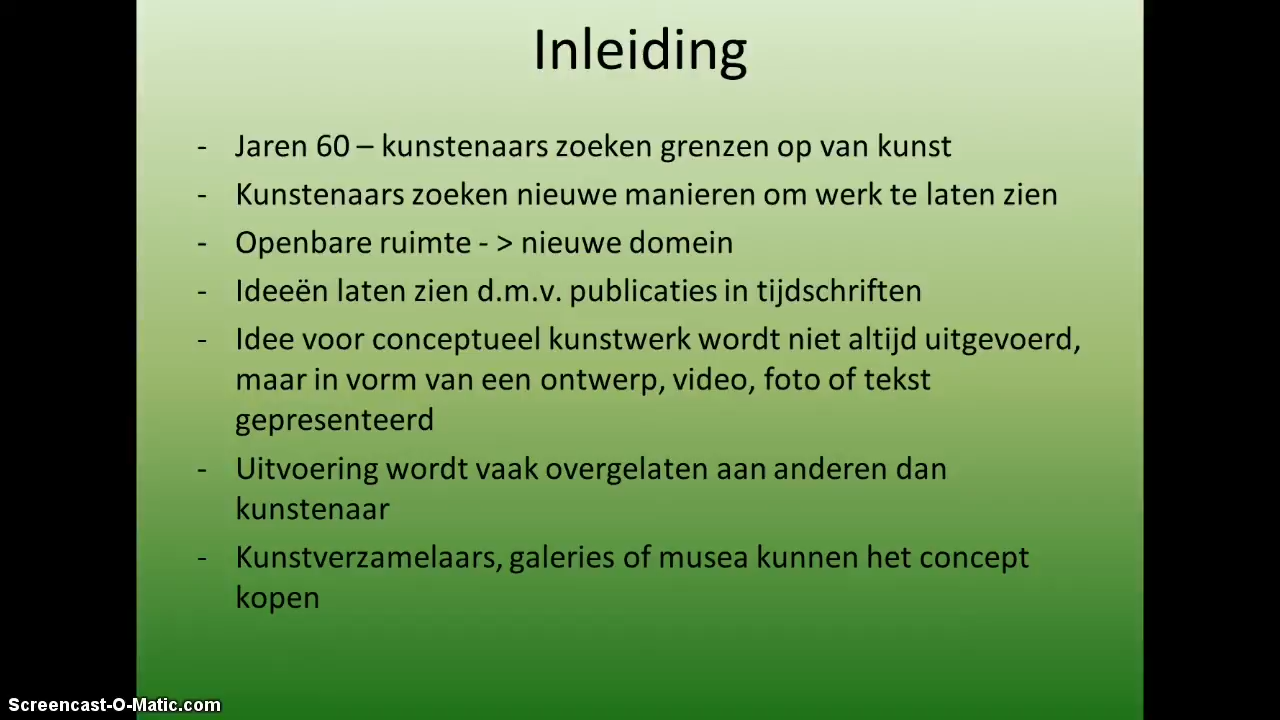 Inleiding
- Jaren 60 – kunstenaars zoeken grenzen op van kunst
- Kunstenaars zoeken nieuwe manieren om werk te laten zien
- Openbare ruimte - > nieuwe domein
- Ideeën laten zien d.m.v. publicaties in tijdschriften
- Idee voor conceptueel kunstwerk wordt niet altijd uitgevoerd,
maar in vorm van een ontwerp, video, foto of tekst
gepresenteerd
- Uitvoering wordt vaak overgelaten aan anderen dan
kunstenaar
- Kunstverzamelaars, galeries of musea kunnen het concept
kopen
Screencast-O-Matic.com